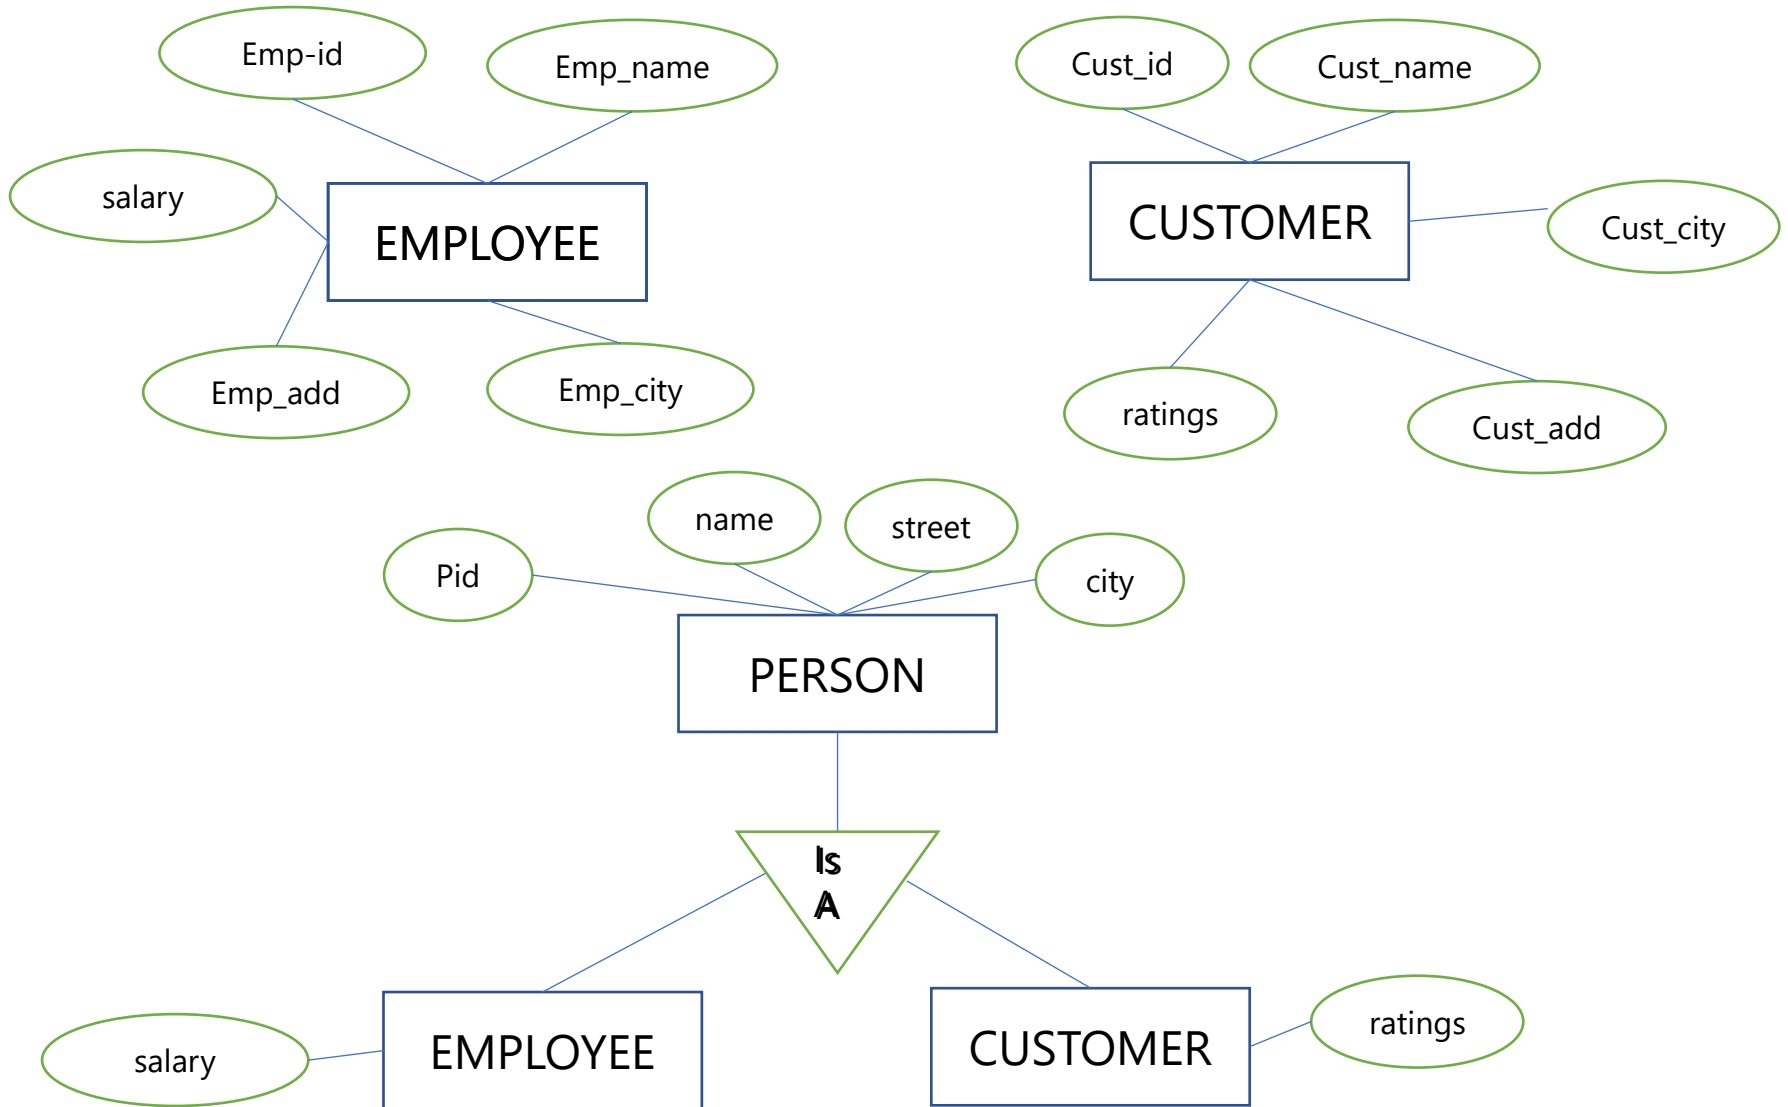 Emp-id
Emp_name
Cust_id
Cust_name
salary
EMPLOYEE
CUSTOMER
Cust_city
Emp_add
Emp_city
ratings
Cust_add
name
street
Pid
city
PERSON
Is
A
salary
EMPLOYEE
CUSTOMER
ratings